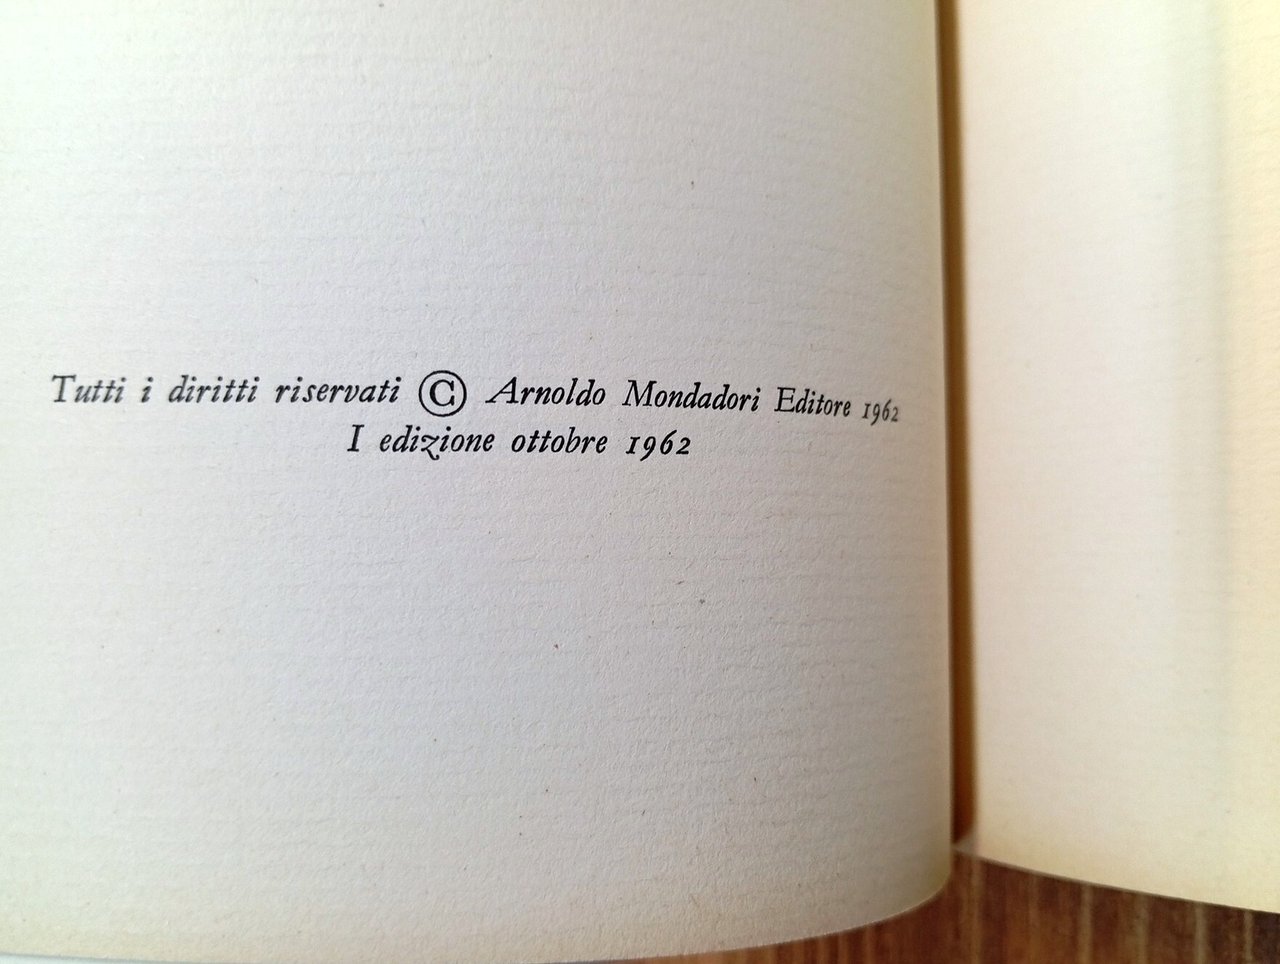 Tutti i diritti riservati © Arnoldo Mondadori Editore 1962
I edizione ottobre 1962